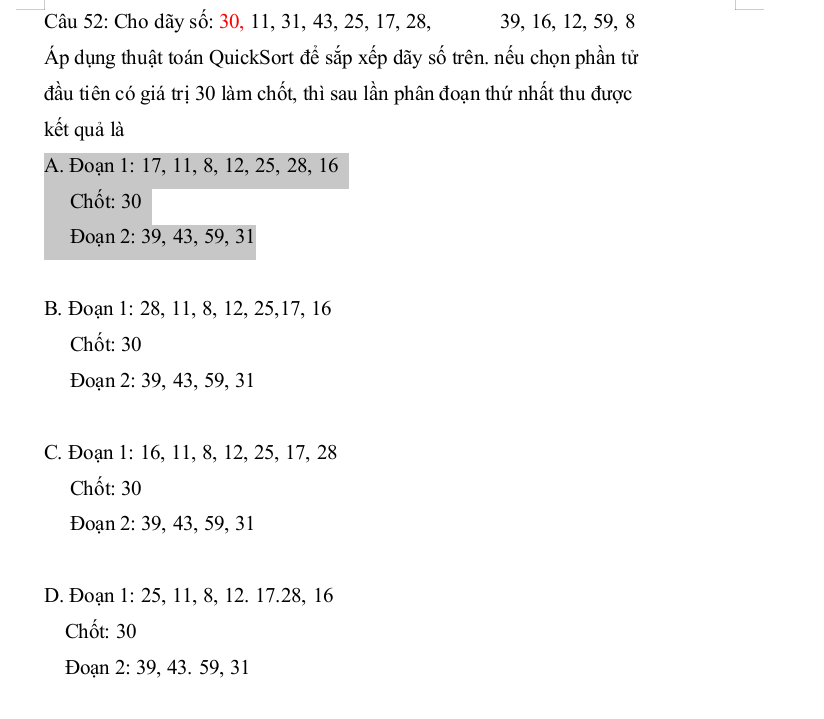 Câu 52: Cho dãy số: 30, 11, 31, 43, 25, 17, 28, 39, 16, 12, 59, 8
Áp dụng thuật toán QuickSort để sắp xếp dãy số trên. nếu chọn phần tử
đầu tiên có giá trị 30 làm chốt, thì sau lần phân đoạn thứ nhất thu được
kết quả là
A. Đoạn 1: 17, 11, 8, 12, 25, 28, 16
Chốt: 30
Đoạn 2: 39, 43, 59, 31
B. Đoạn 1: 28, 11, 8, 12, 25,17, 16
Chốt: 30
Đoạn 2: 39, 43, 59, 31
C. Đoạn 1: 16, 11, 8, 12, 25, 17, 28
Chốt: 30
Đoạn 2: 39, 43, 59, 31
D. Đoạn 1: 25, 11, 8, 12. 17.28, 16
Chốt: 30
Đoạn 2: 39, 43. 59, 31